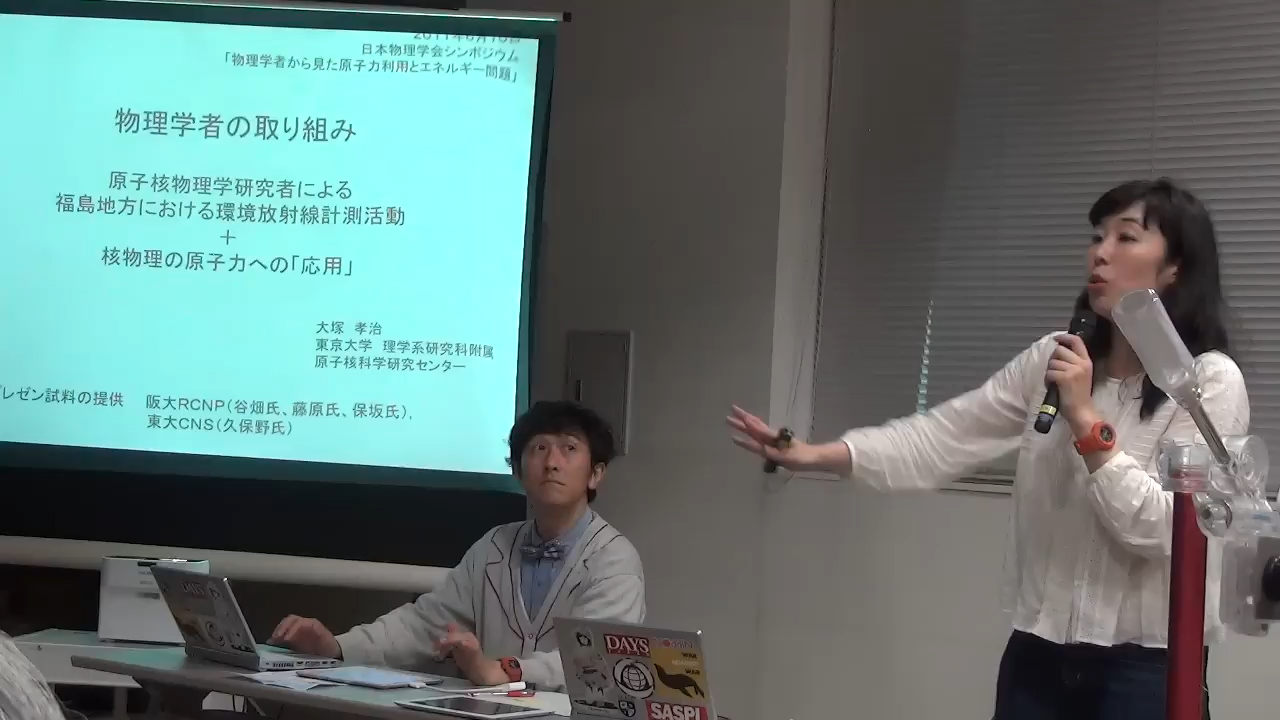 日本物理学会シンポジウム
「物理学者から見た原子力利用とエネルギー問題」
物理学者の取り組み
原子核物理学研究者による
福島地方における環境放射線計測活動
＋
核物理の原子力への「応用」
大塚 孝治
東京大学 理学系研究科附属
原子核科学研究センター
レゼン試料の提供 阪大RCNP（谷畑氏、藤原氏、保坂氏）,
東大CNS（久保野氏）
DAYS
WAR
WAR
SASPL